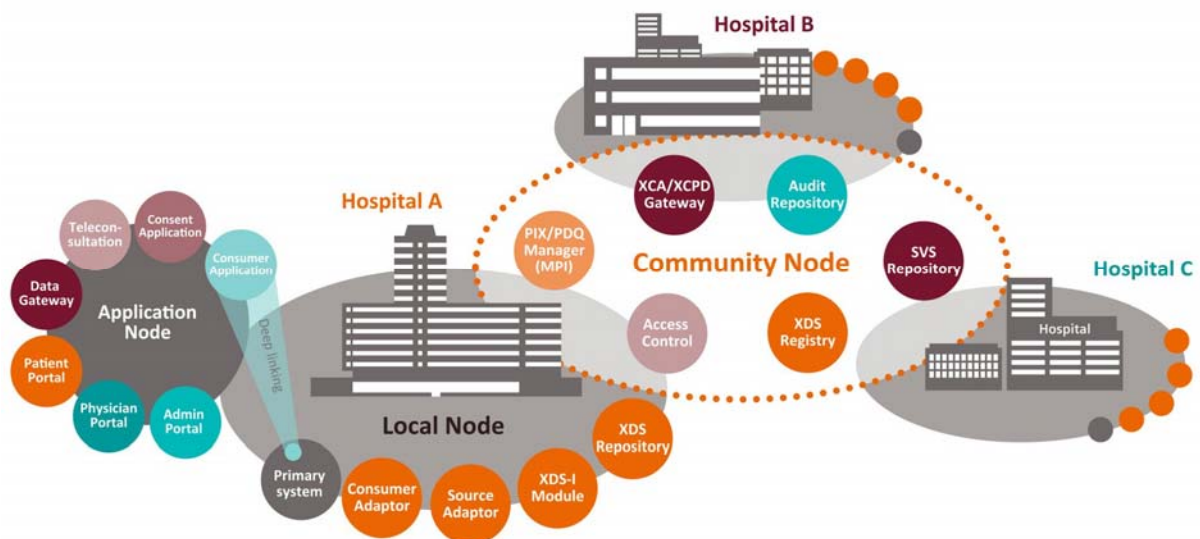 Hospital B
Hospital A
XCA/XCPD
Gateway
Audit
Repository
Telecon-
sultation
Consent
Application
Consumer
Application
PIX/PDQ
Manager
(MPI)
Community Node
SVS
Repository
Hospital C
Data
Gateway
Application
Node
Deep linking
Access
Control
XDS
Registry
Hospital
Patient
Portal
Physician
Portal
Admin
Portal
Local Node
XDS
Repository
Primary
system
Consumer
Adaptor
Source
Adaptor
XDS-I
Module